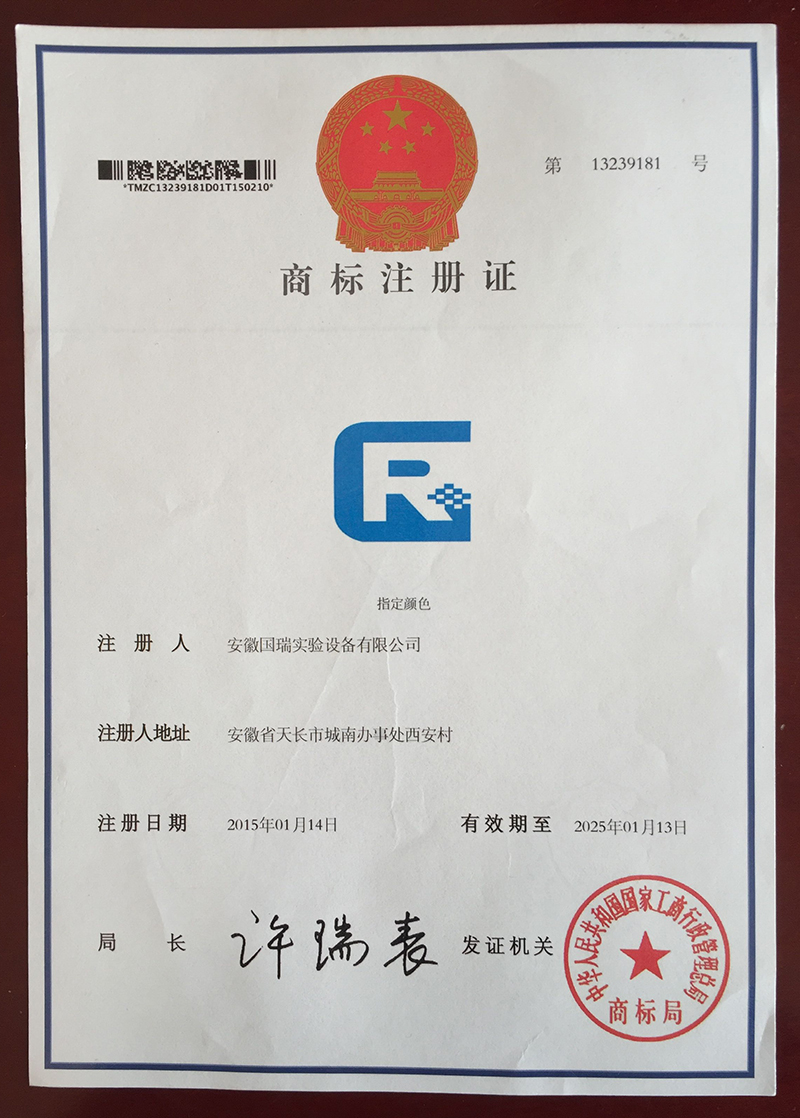 *TMZC13239181D01T150210*
第 13239181 号
商标注册证
R
指定颜色
注册人 安徽国瑞实验设备有限公司
注册人地址 安徽省天长市城南办事处西安村
注册日期 2015年01月14日 有效期至 2025年01月13日
局长 许瑞表 发证机关
中华人民共和国国家工商行政管理总局
商标局